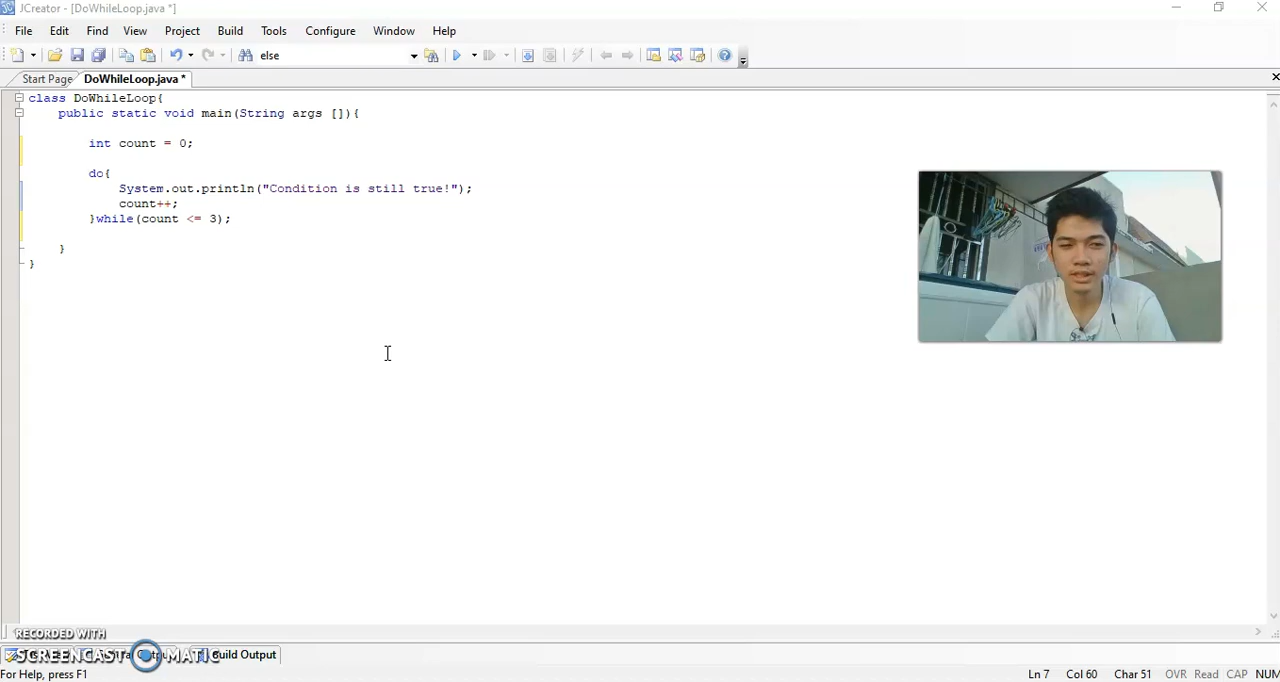 JCreator - [DoWhileLoop.java *]
File Edit Find View Project Build Tools Configure Window Help
else
Start Page DoWhileLoop.java *
class DoWhileLoop{
public static void main(String args []){
int count = 0;
do{
System.out.println("Condition is still true!");
count++;
}while(count <= 3);
}
}
RECORDED WITH
SCREENCAST MATIC
Build Output
For Help, press F1 Ln 7 Col 60 Char 51 OVR Read CAP NUM